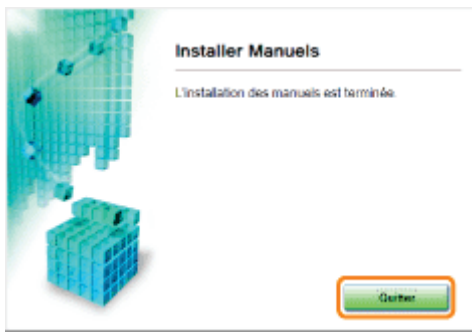 Installer Manuels
L'installation des manuels est terminée.
Quitter